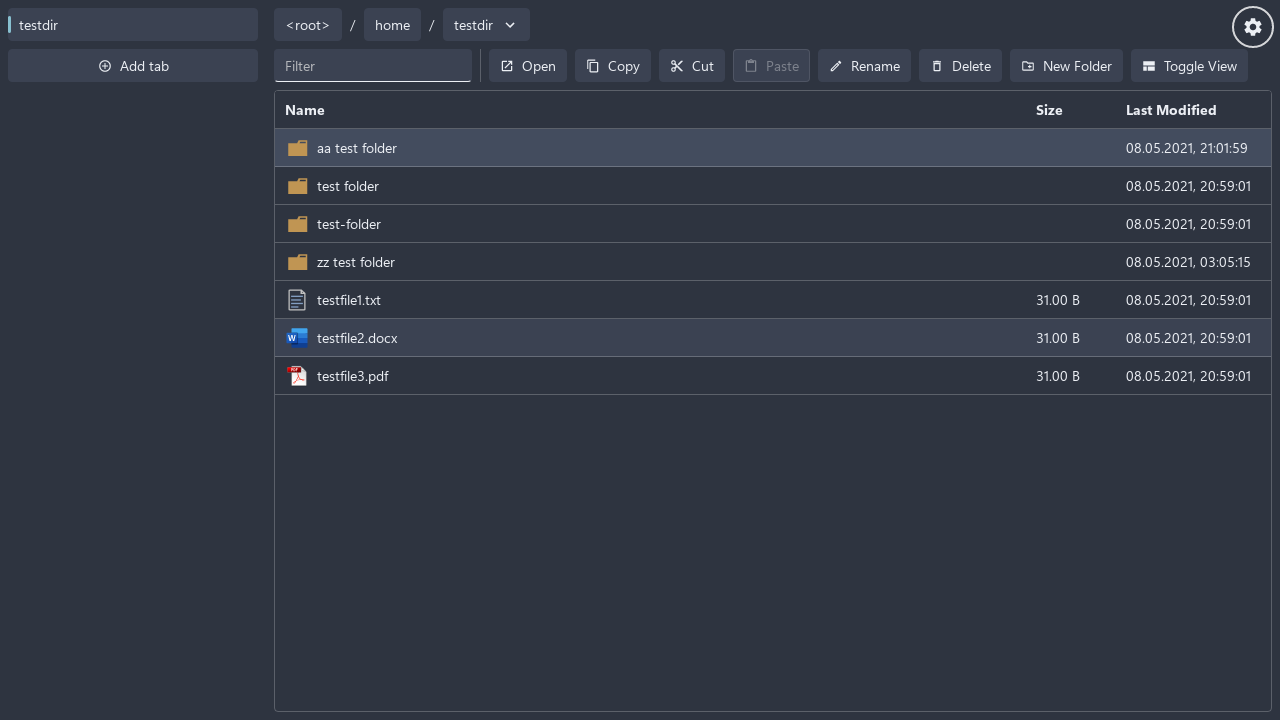 testdir
<root> / home / testdir
Add tab
Filter Open Copy Cut Paste Rename Delete New Folder Toggle View
Name Size Last Modified
aa test folder 08.05.2021, 21:01:59
test folder 08.05.2021, 20:59:01
test-folder 08.05.2021, 20:59:01
zz test folder 08.05.2021, 03:05:15
testfile1.txt 31.00 B 08.05.2021, 20:59:01
W testfile2.docx 31.00 B 08.05.2021, 20:59:01
PDF testfile3.pdf 31.00 B 08.05.2021, 20:59:01